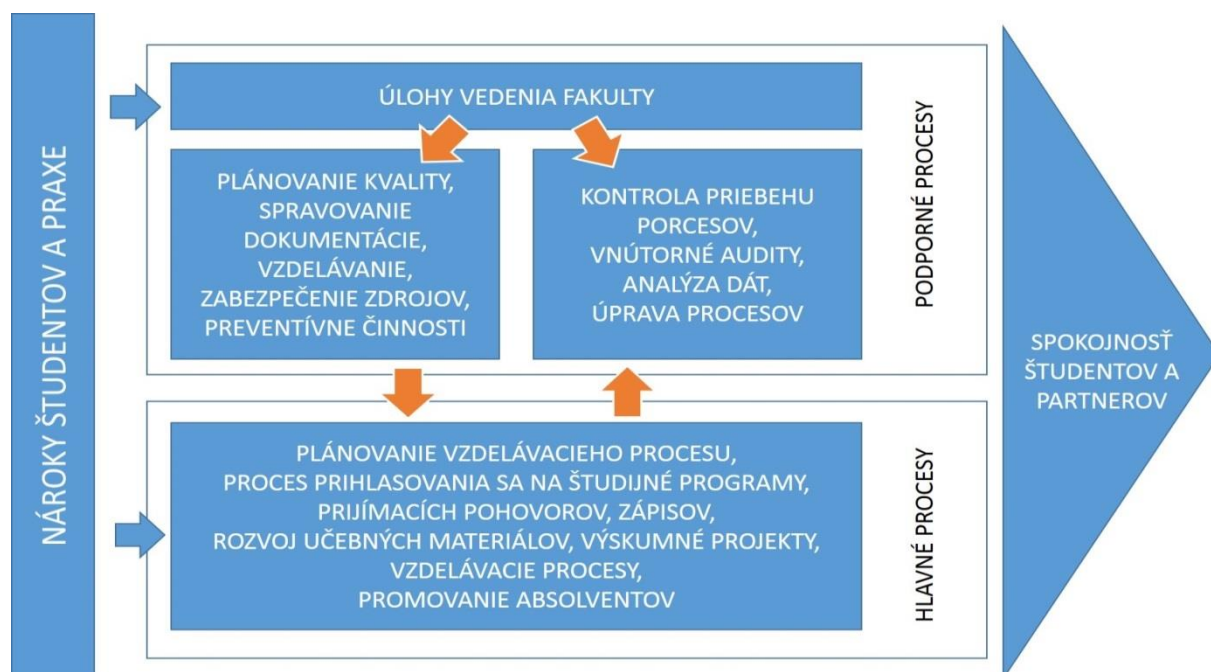 NÁROKY ŠTUDENTOV A PRAXE
ÚLOHY VEDENIA FAKULTY
PLÁNOVANIE KVALITY,
SPRAVOVANIE
DOKUMENTÁCIE,
VZDELÁVANIE,
ZABEZPEČENIE ZDROJOV,
PREVENTÍVNE ČINNOSTI
KONTROLA PRIEBEHU
PORCESOV,
VNÚTORNÉ AUDITY,
ANALÝZA DÁT,
ÚPRAVA PROCESOV
PODPORNÉ PROCESY
PLÁNOVANIE VZDELÁVACIEHO PROCESU,
PROCES PRIHLASOVANIA SA NA ŠTUDIJNÉ PROGRAMY,
PRIJÍMACÍCH POHOVOROV, ZÁPISOV,
ROZVOJ UČEBNÝCH MATERIÁLOV, VÝSKUMNÉ PROJEKTY,
VZDELÁVACIE PROCESY,
PROMOVANIE ABSOLVENTOV
HLAVNÉ PROCESY
SPOKOJNOSŤ
ŠTUDENTOV A
PARTNEROV